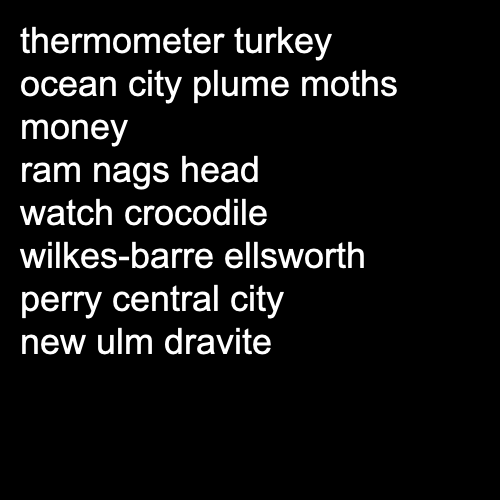 thermometer turkey
ocean city plume moths
money
ram nags head
watch crocodile
wilkes-barre ellsworth
perry central city
new ulm dravite